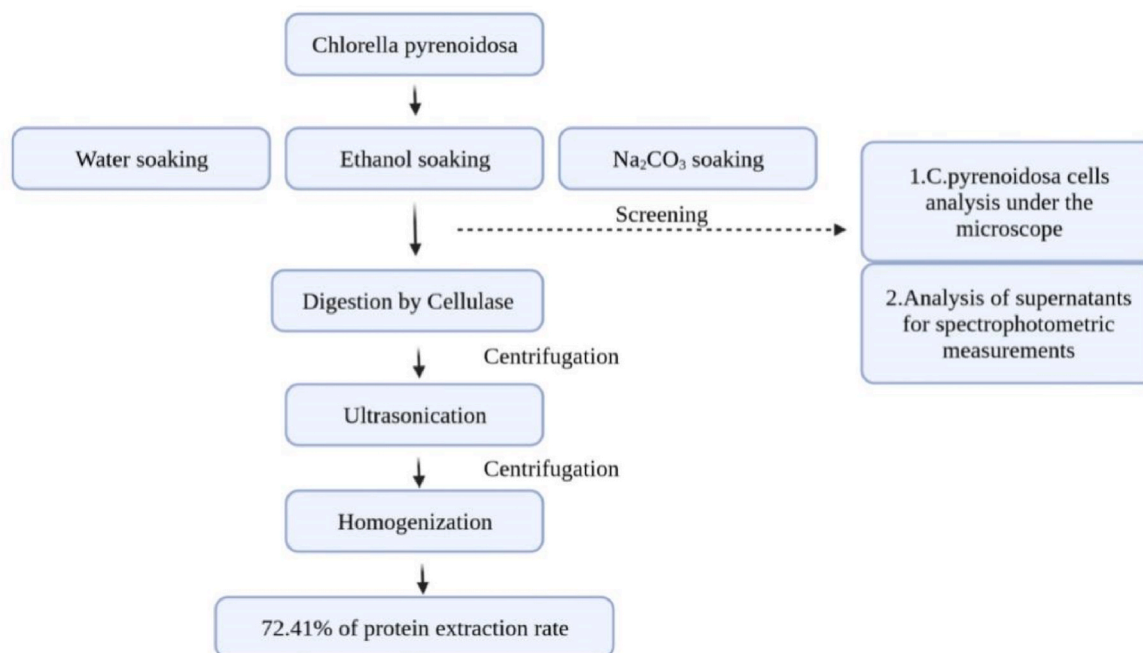 Chlorella pyrenoidosa
Water soaking
Ethanol soaking
Na₂CO₃ soaking
Screening
1.C.pyrenoidosa cells
analysis under the
microscope
Digestion by Cellulase
2.Analysis of supernatants
for spectrophotometric
measurements
Centrifugation
Ultrasonication
Centrifugation
Homogenization
72.41% of protein extraction rate